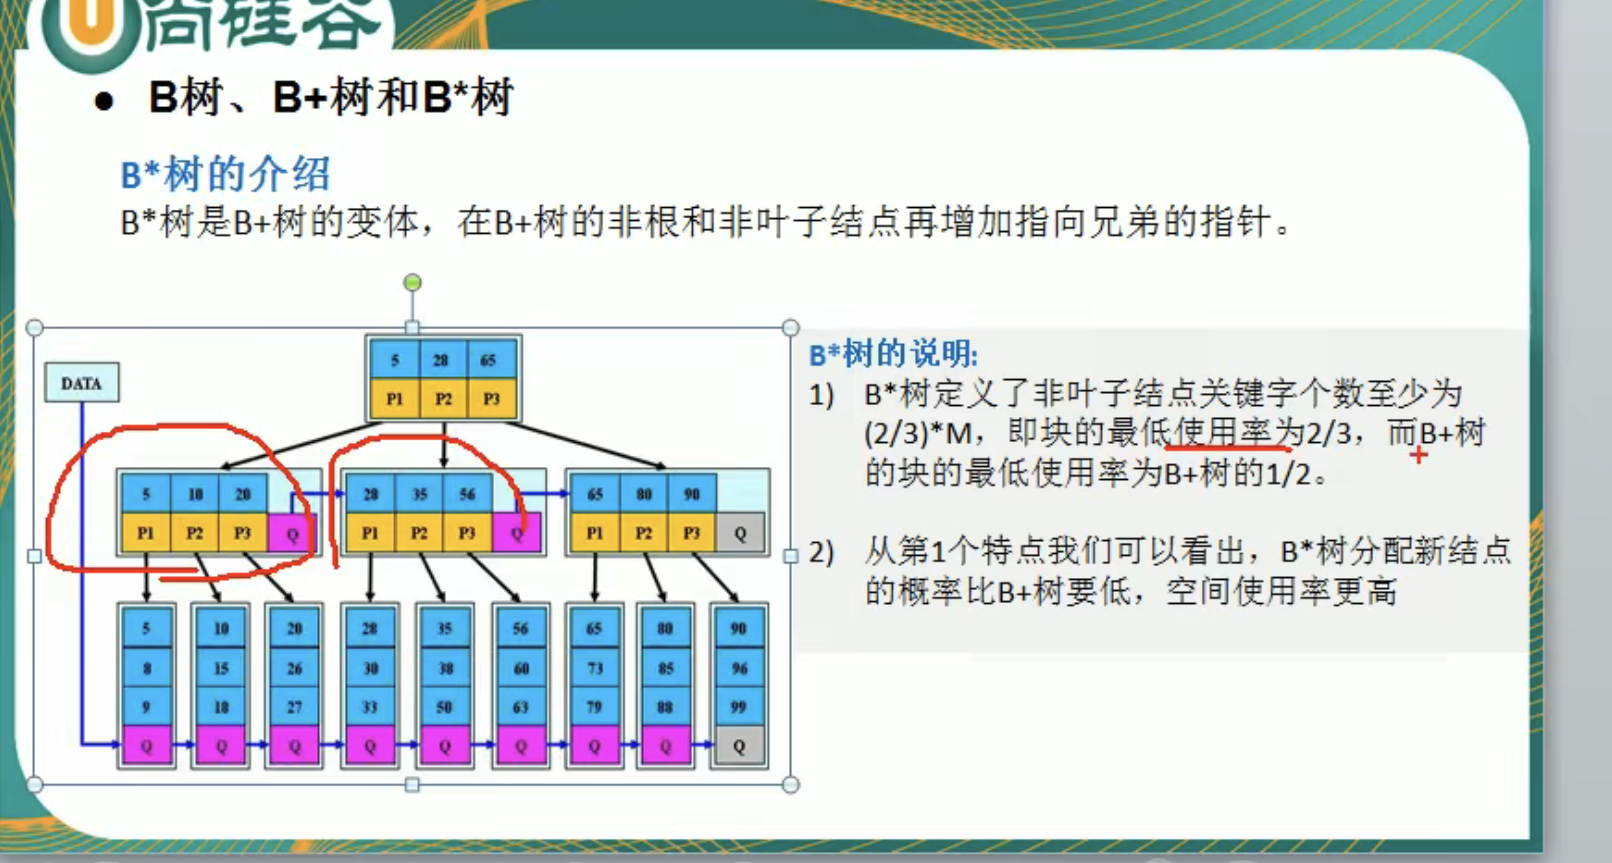 尚硅谷
● B树、B+树和B*树
B*树的介绍
B*树是B+树的变体，在B+树的非根和非叶子结点再增加指向兄弟的指针。
5 28 65
P1 P2 P3
DATA
5 10 20
P1 P2 P3 Q
28 35 56
P1 P2 P3 Q
65 80 90
P1 P2 P3 Q
5 10 20 28 35 56 65 80 90
8 15 26 30 38 60 73 85 96
9 18 27 33 50 63 79 88 99
Q Q Q Q Q Q Q Q Q
B*树的说明:
1) B*树定义了非叶子结点关键字个数至少为
(2/3)*M，即块的最低使用率为2/3，而B+树
的块的最低使用率为B+树的1/2。
2) 从第1个特点我们可以看出，B*树分配新结点
的概率比B+树要低，空间使用率更高